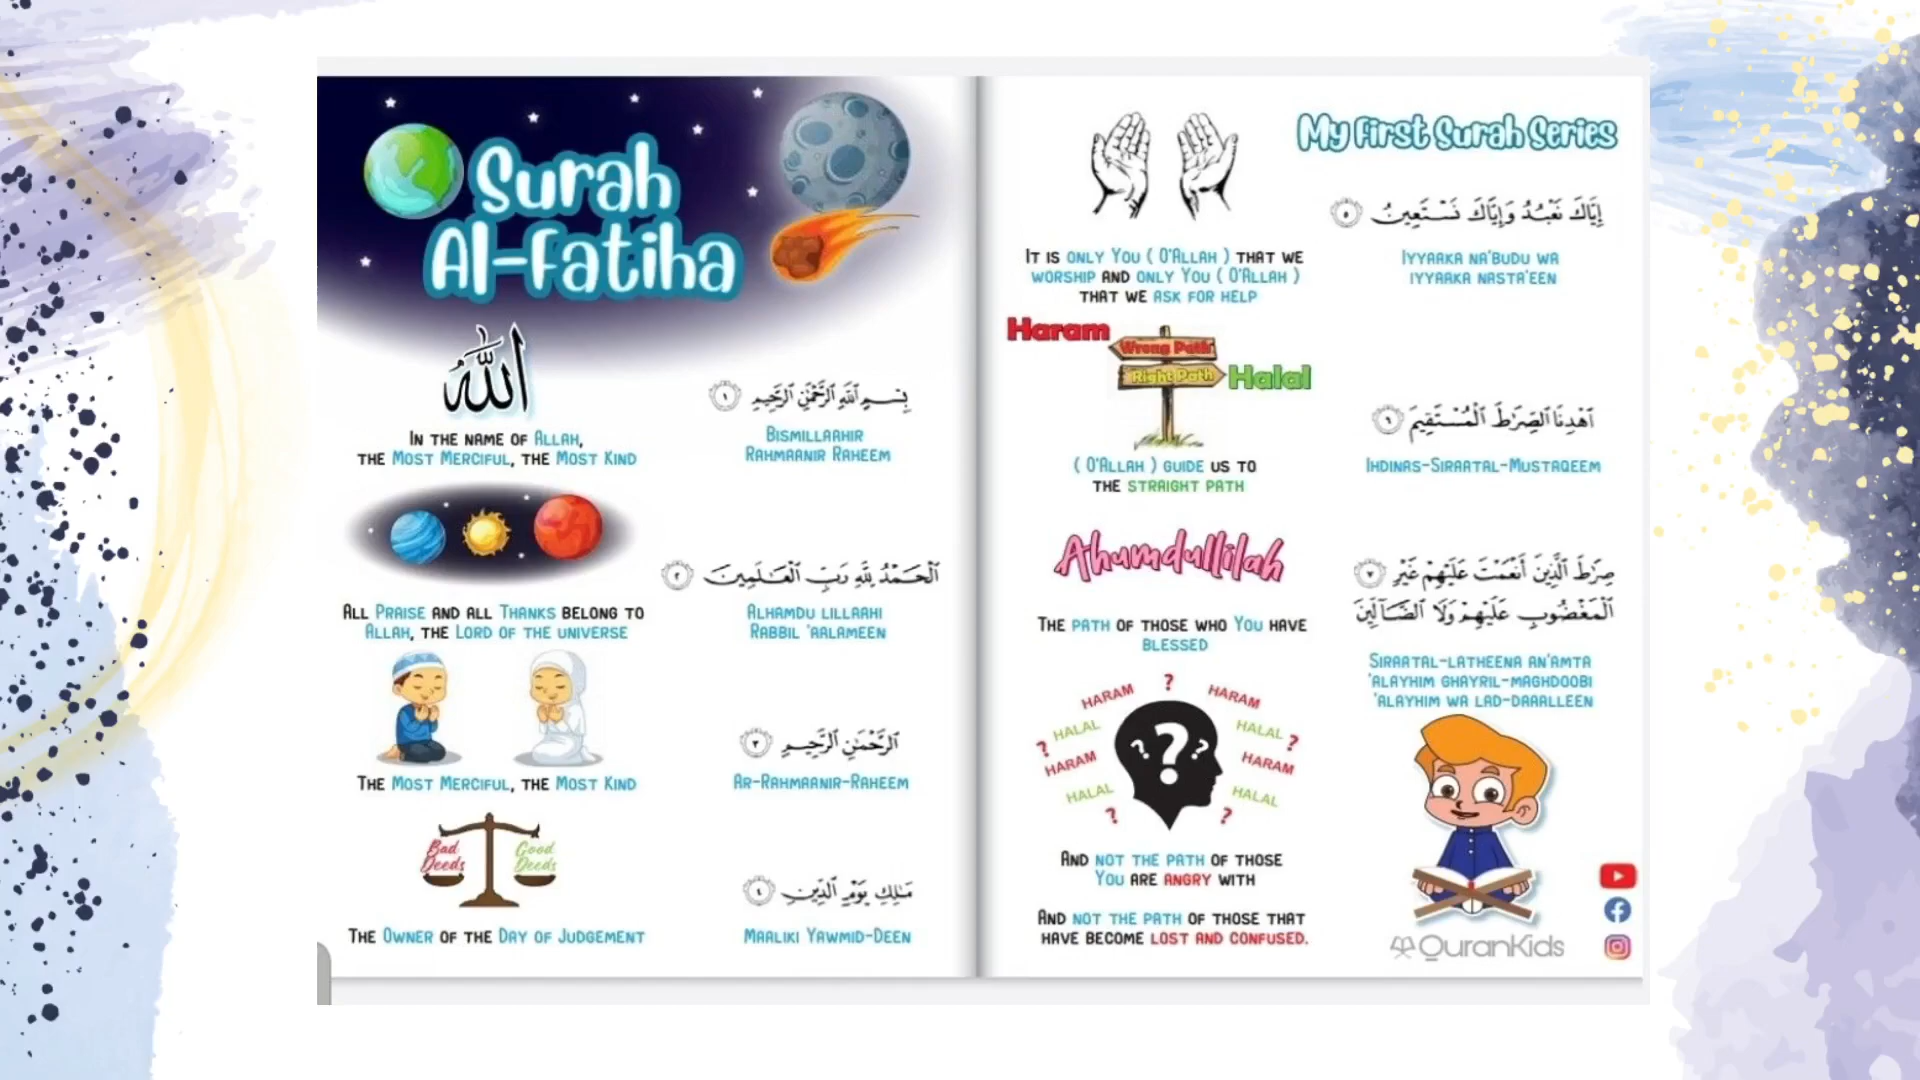 Surah
Al-Fatiha
الله
بِسْمِ ٱللَّهِ ٱلرَّحْمَٰنِ ٱلرَّحِيمِ ١
IN THE NAME OF ALLAH,
THE MOST MERCIFUL, THE MOST KIND
BISMILLAAHIR
RAHMAANIR RAHEEM
ٱلْحَمْدُ لِلَّهِ رَبِّ ٱلْعَٰلَمِينَ ٢
ALL PRAISE AND ALL THANKS BELONG TO
ALLAH, THE LORD OF THE UNIVERSE
ALHAMDU LILLAAHI
RABBIL 'AALAMEEN
ٱلرَّحْمَٰنِ ٱلرَّحِيمِ ٣
THE MOST MERCIFUL, THE MOST KIND
AR-RAHMAANIR-RAHEEM
Bad
Deeds
Good
Deeds
مَٰلِكِ يَوْمِ ٱلدِّينِ ٤
THE OWNER OF THE DAY OF JUDGEMENT
MAALIKI YAWMID-DEEN
My First Surah Series
إِيَّاكَ نَعْبُدُ وَإِيَّاكَ نَسْتَعِينُ ٥
IT IS ONLY YOU ( O'ALLAH ) THAT WE
WORSHIP AND ONLY YOU ( O'ALLAH )
THAT WE ASK FOR HELP
IYYAAKA NA'BUDU WA
IYYAAKA NASTA'EEN
Haram
Wrong Path
Right Path
Halal
ٱهْدِنَا ٱلصِّرَٰطَ ٱلْمُسْتَقِيمَ ٦
( O'ALLAH ) GUIDE US TO
THE STRAIGHT PATH
IHDINAS-SIRAATAL-MUSTAQEEM
Ahumdullilah
صِرَٰطَ ٱلَّذِينَ أَنْعَمْتَ عَلَيْهِمْ غَيْرِ ٧
ٱلْمَغْضُوبِ عَلَيْهِمْ وَلَا ٱلضَّآلِّينَ
THE PATH OF THOSE WHO YOU HAVE
BLESSED
SIRAATAL-LATHEENA AN'AMTA
'ALAYHIM GHAYRIL-MAGHDOOBI
'ALAYHIM WA LAD-DAAALLEEN
?
HARAM
HARAM
HALAL
HALAL
?
?
HARAM
HARAM
HALAL
HALAL
?
?
? ? ?
AND NOT THE PATH OF THOSE
YOU ARE ANGRY WITH
AND NOT THE PATH OF THOSE THAT
HAVE BECOME LOST AND CONFUSED.
QuranKids